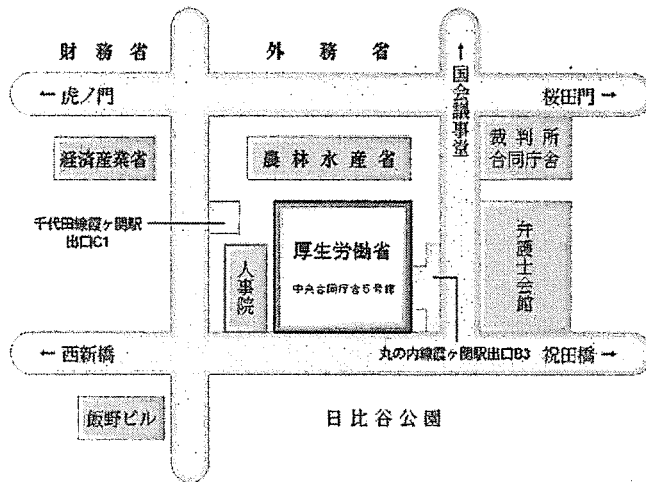 財務省
外務省
↑国会議事堂
← 虎ノ門
桜田門 →
経済産業省
農林水産省
裁判所
合同庁舎
千代田線霞ヶ関駅
出口C1
人事院
厚生労働省
中央合同庁舎5号館
弁護士会館
← 西新橋
丸の内線霞ヶ関駅出口B3
祝田橋 →
飯野ビル
日比谷公園